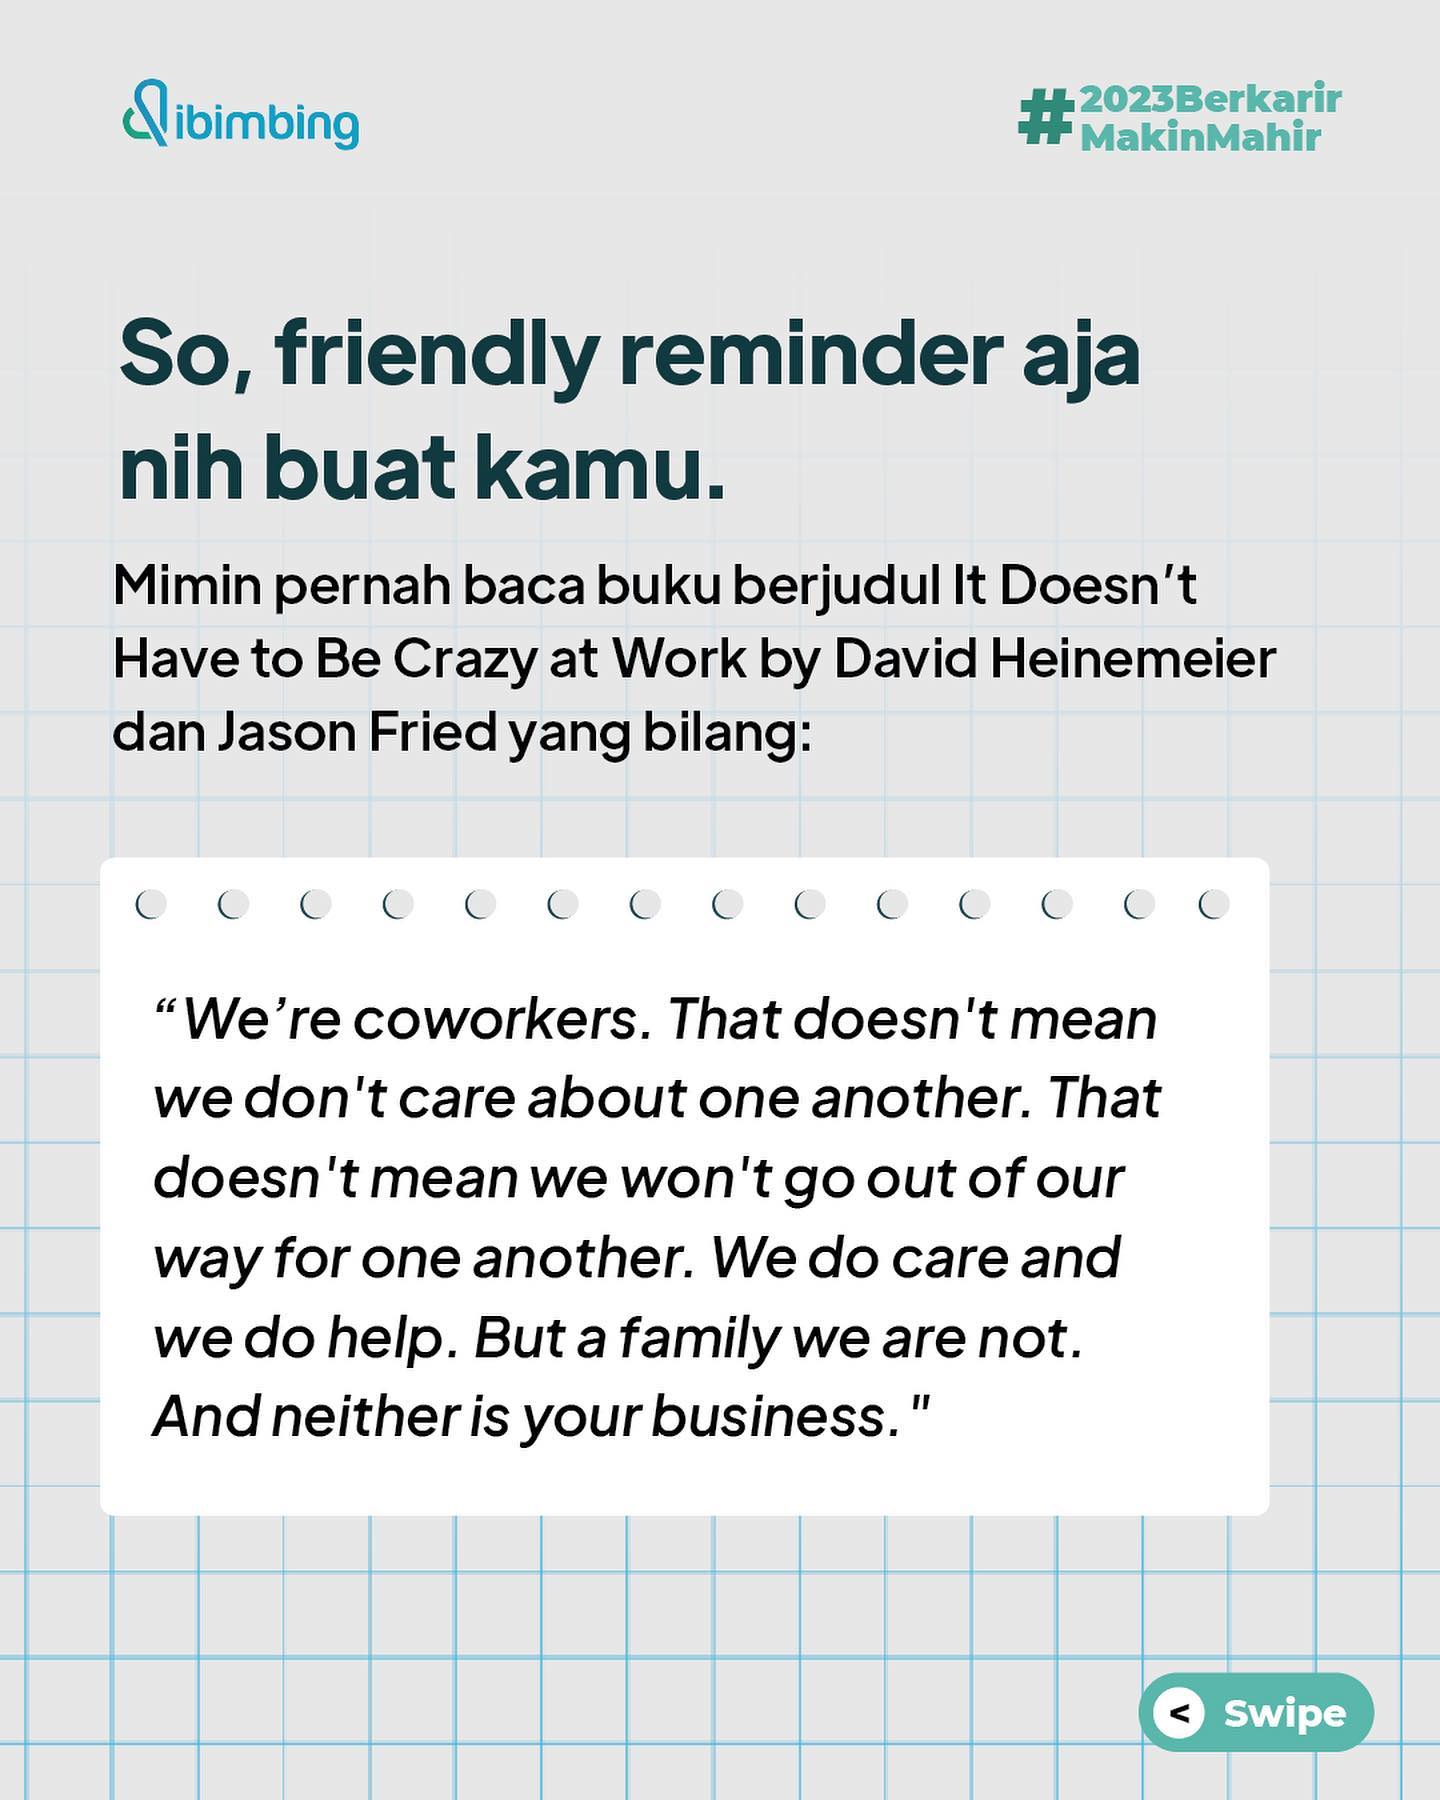 ibimbing
#2023Berkarir
MakinMahir
So, friendly reminder aja
nih buat kamu.
Mimin pernah baca buku berjudul It Doesn’t
Have to Be Crazy at Work by David Heinemeier
dan Jason Fried yang bilang:
“We’re coworkers. That doesn't mean
we don't care about one another. That
doesn't mean we won't go out of our
way for one another. We do care and
we do help. But a family we are not.
And neither is your business."
< Swipe